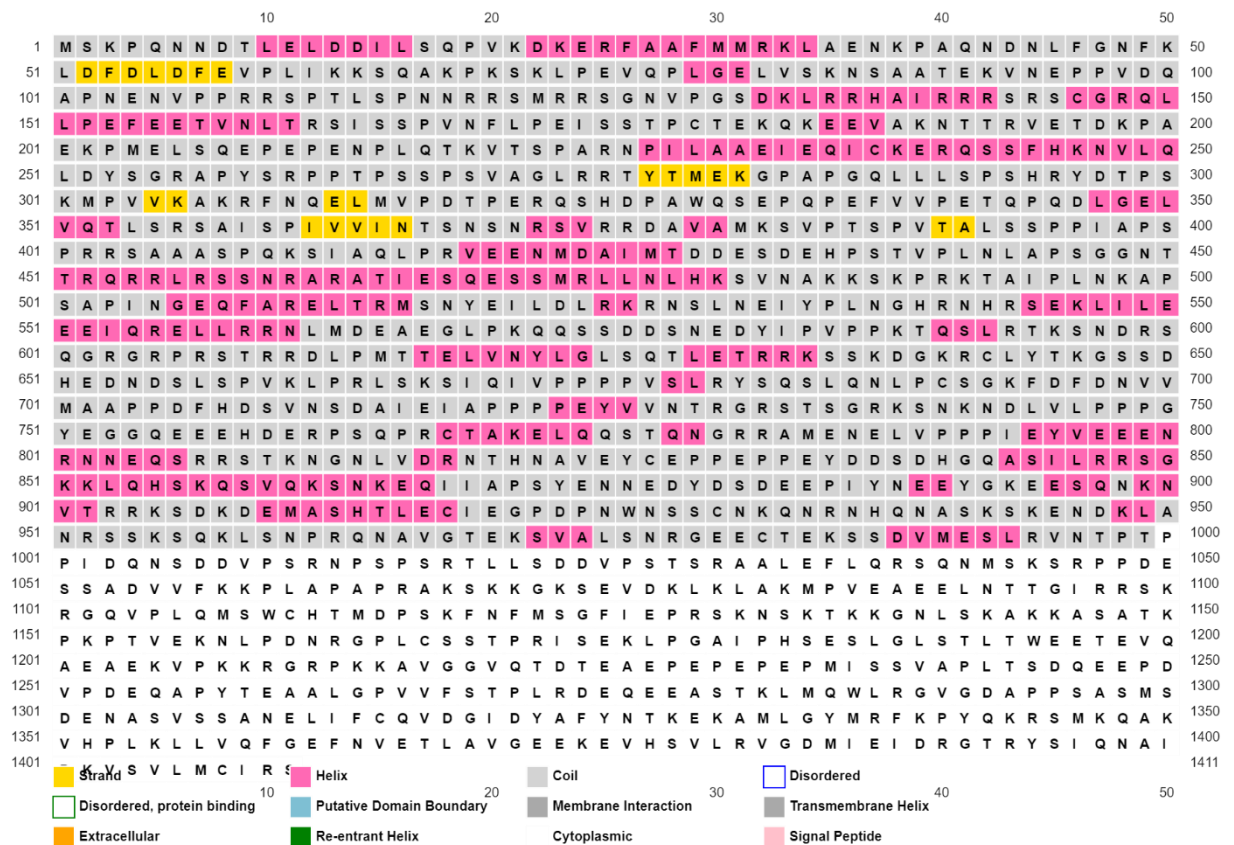 10 20 30 40 50
1 M S K P Q N N D T L E L D D I L S Q P V K D K E R F A A F M M R K L A E N K P A Q N D N L F G N F K 50
51 L D F D L D F E V P L I K K S Q A K P K S K L P E V Q P L G E L V S K N S A A T E K V N E P P V D Q 100
101 A P N E N V P P R R S P T L S P N N R R S M R R S G N V P G S D K L R R H A I R R R S R S C G R Q L 150
151 L P E F E E T V N L T R S I S S P V N F L P E I S S T P C T E K Q K E E V A K N T T R V E T D K P A 200
201 E K P M E L S Q E P E P E N P L Q T K V T S P A R N P I L A A E I E Q I C K E R Q S S F H K N V L Q 250
251 L D Y S G R A P Y S R P P T P S S P S V A G L R R T Y T M E K G P A P G Q L L L S P S H R Y D T P S 300
301 K M P V V K A K R F N Q E L M V P D T P E R Q S H D P A W Q S E P Q P E F V V P E T Q P Q D L G E L 350
351 V Q T L S R S A I S P I V V I N T S N S N R S V R R D A V A M K S V P T S P V T A L S S P P I A P S 400
401 P R R S A A A S P Q K S I A Q L P R V E E N M D A I M T D D E S D E H P S T V P L N L A P S G G N T 450
451 T R Q R R L R S S N R A R A T I E S Q E S S M R L L N L H K S V N A K K S K P R K T A I P L N K A P 500
501 S A P I N G E Q F A R E L T R M S N Y E I L D L R K R N S L N E I Y P L N G H R N H R S E K L I L E 550
551 E E I Q R E L L R R N L M D E A E G L P K Q Q S S D D S N E D Y I P V P P K T Q S L R T K S N D R S 600
601 Q G R G R P R S T R R D L P M T T E L V N Y L G L S Q T L E T R R K S S K D G K R C L Y T K G S S D 650
651 H E D N D S L S P V K L P R L S K S I Q I V P P P P V S L R Y S Q S L Q N L P C S G K F D F D N V V 700
701 M A A P P D F H D S V N S D A I E I A P P P P E Y V V N T R G R S T S G R K S N K N D L V L P P P G 750
751 Y E G G Q E E E H D E R P S Q P R C T A K E L Q Q S T Q N G R R A M E N E L V P P P I E Y V E E E N 800
801 R N N E Q S R R S T K N G N L V D R N T H N A V E Y C E P P E P P E Y D D S D H G Q A S I L R R S G 850
851 K K L Q H S K Q S V Q K S N K E Q I I A P S Y E N N E D Y D S D E E P I Y N E E Y G K E E S Q N K N 900
901 V T R R K S D K D E M A S H T L E C I E G P D P N W N S S C N K Q N R N H Q N A S K S K E N D K L A 950
951 N R S S K S Q K L S N P R Q N A V G T E K S V A L S N R G E E C T E K S S D V M E S L R V N T P T P 1000
1001 P I D Q N S D D V P S R N P S P S R T L L S D D V P S T S R A A L E F L Q R S Q N M S K S R P P D E 1050
1051 S S A D V V F K K P L A P A P R A K S K K G K S E V D K L K L A K M P V E A E E L N T T G I R R S K 1100
1101 R G Q V P L Q M S W C H T M D P S K F N F M S G F I E P R S K N S K T K K G N L S K A K K A S A T K 1150
1151 P K P T V E K N L P D N R G P L C S S T P R I S E K L P G A I P H S E S L G L S T L T W E E T E V Q 1200
1201 A E A E K V P K K R G R P K K A V G G V Q T D T E A E P E P E P E P M I S S V A P L T S D Q E E P D 1250
1251 V P D E Q A P Y T E A A L G P V V F S T P L R D E Q E E A S T K L M Q W L R G V G D A P P S A S M S 1300
1301 D E N A S V S S A N E L I F C Q V D G I D Y A F Y N T K E K A M L G Y M R F K P Y Q K R S M K Q A K 1350
1351 V H P L K L L V Q F G E F N V E T L A V G E E K E V H S V L R V G D M I E I D R G T R Y S I Q N A I 1400
1401 K V S V L M C I R S 1411
Strand Helix Coil Disordered
10 20 30 40 50
Disordered, protein binding Putative Domain Boundary Membrane Interaction Transmembrane Helix
Extracellular Re-entrant Helix Cytoplasmic Signal Peptide